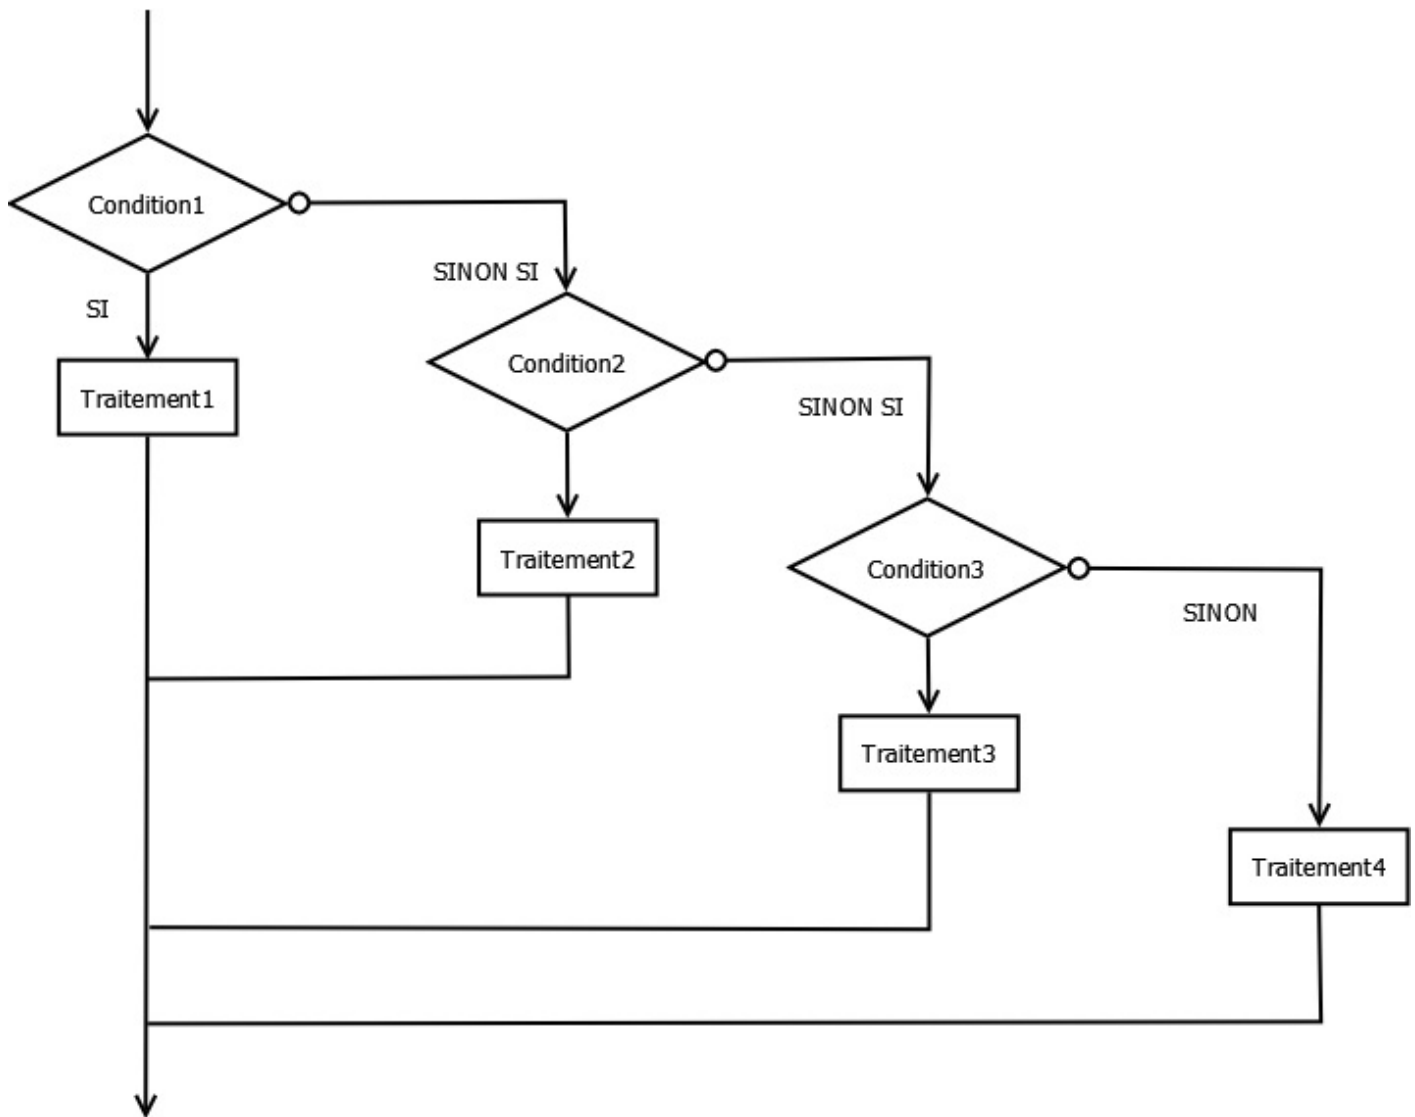 Condition1
SINON SI
SI
Condition2
Traitement1
SINON SI
Traitement2
Condition3
SINON
Traitement3
Traitement4